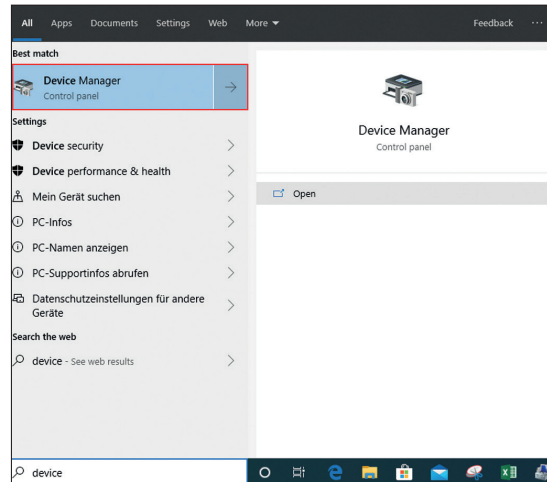 All Apps Documents Settings Web More Feedback ...
Best match
Device Manager
Control panel
Settings
Device security
Device performance & health
Mein Gerät suchen
PC-Infos
PC-Namen anzeigen
PC-Supportinfos abrufen
Datenschutzeinstellungen für andere
Geräte
Search the web
device - See web results
device
Device Manager
Control panel
Open